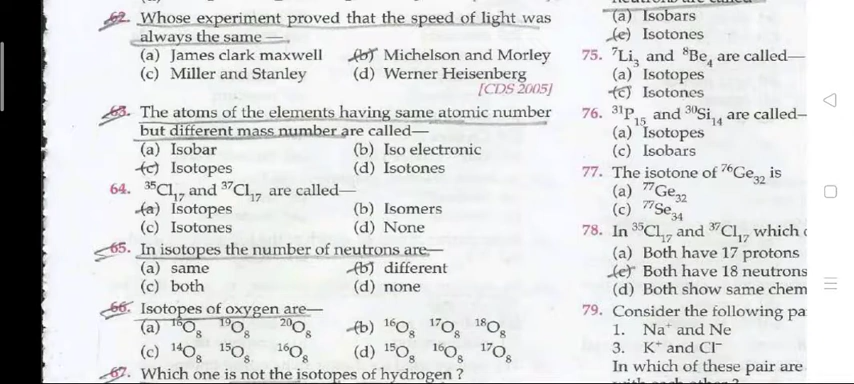 62. Whose experiment proved that the speed of light was
always the same —
(a) James clark maxwell (b) Michelson and Morley
(c) Miller and Stanley (d) Werner Heisenberg
[CDS 2005]
63. The atoms of the elements having same atomic number
but different mass number are called—
(a) Isobar (b) Iso electronic
(c) Isotopes (d) Isotones
64. ³⁵Cl₁₇ and ³⁷Cl₁₇ are called—
(a) Isotopes (b) Isomers
(c) Isotones (d) None
65. In isotopes the number of neutrons are—
(a) same (b) different
(c) both (d) none
66. Isotopes of oxygen are—
(a) ¹⁶O₈ ¹⁹O₈ ²⁰O₈ (b) ¹⁶O₈ ¹⁷O₈ ¹⁸O₈
(c) ¹⁴O₈ ¹⁵O₈ ¹⁶O₈ (d) ¹⁵O₈ ¹⁶O₈ ¹⁷O₈
67. Which one is not the isotopes of hydrogen ?
(a) Isobars
(c) Isotones
75. ⁷Li₃ and ⁸Be₄ are called—
(a) Isotopes
(c) Isotones
76. ³¹P₁₅ and ³⁰Si₁₄ are called—
(a) Isotopes
(c) Isobars
77. The isotone of ⁷⁶Ge₃₂ is
(a) ⁷⁷Ge₃₂
(c) ⁷⁷Se₃₄
78. In ³⁵Cl₁₇ and ³⁷Cl₁₇ which
(a) Both have 17 protons
(c) Both have 18 neutrons
(d) Both show same chem
79. Consider the following pa
1. Na⁺ and Ne
3. K⁺ and Cl⁻
In which of these pair are